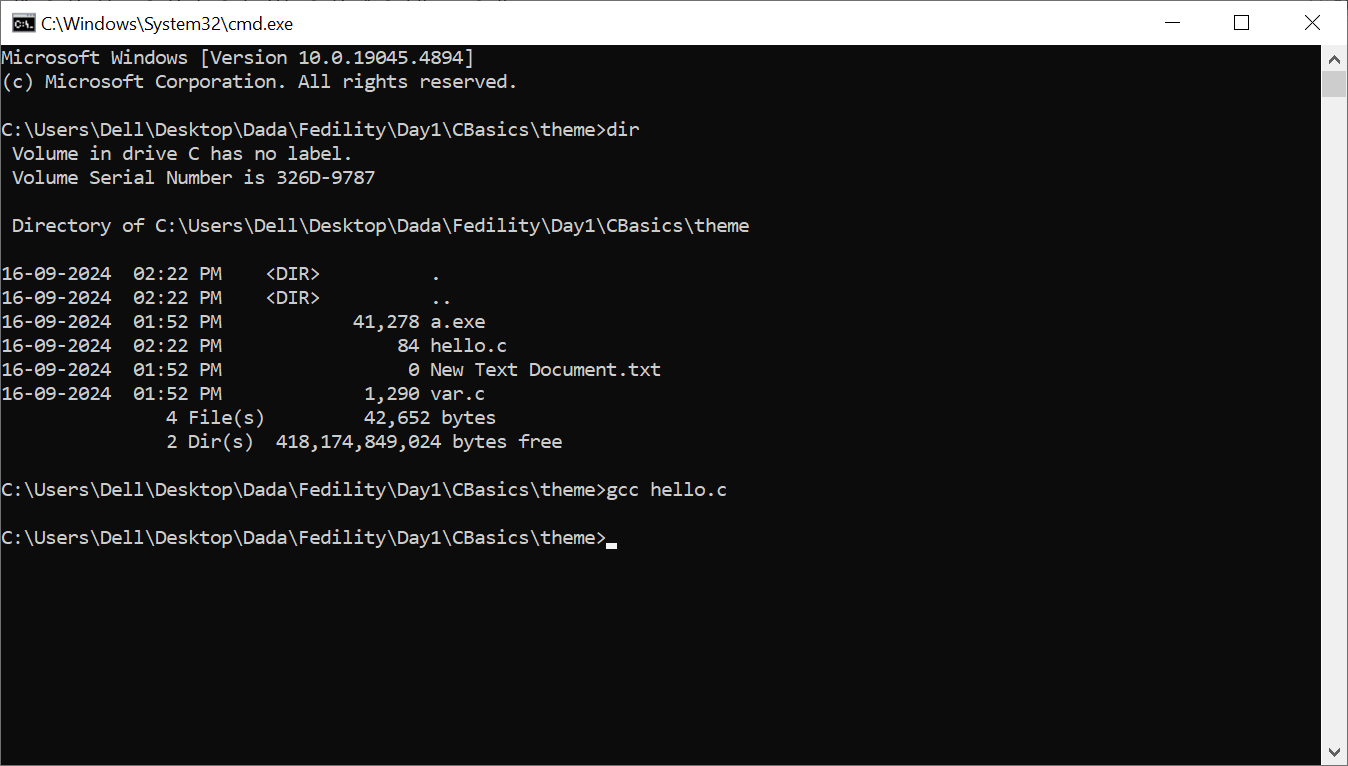 C:\Windows\System32\cmd.exe
Microsoft Windows [Version 10.0.19045.4894]
(c) Microsoft Corporation. All rights reserved.
C:\Users\Dell\Desktop\Dada\Fedility\Day1\CBasics\theme>dir
Volume in drive C has no label.
Volume Serial Number is 326D-9787
Directory of C:\Users\Dell\Desktop\Dada\Fedility\Day1\CBasics\theme
16-09-2024  02:22 PM    <DIR>          .
16-09-2024  02:22 PM    <DIR>          ..
16-09-2024  01:52 PM            41,278 a.exe
16-09-2024  02:22 PM                84 hello.c
16-09-2024  01:52 PM                 0 New Text Document.txt
16-09-2024  01:52 PM             1,290 var.c
4 File(s)         42,652 bytes
2 Dir(s)  418,174,849,024 bytes free
C:\Users\Dell\Desktop\Dada\Fedility\Day1\CBasics\theme>gcc hello.c
C:\Users\Dell\Desktop\Dada\Fedility\Day1\CBasics\theme>